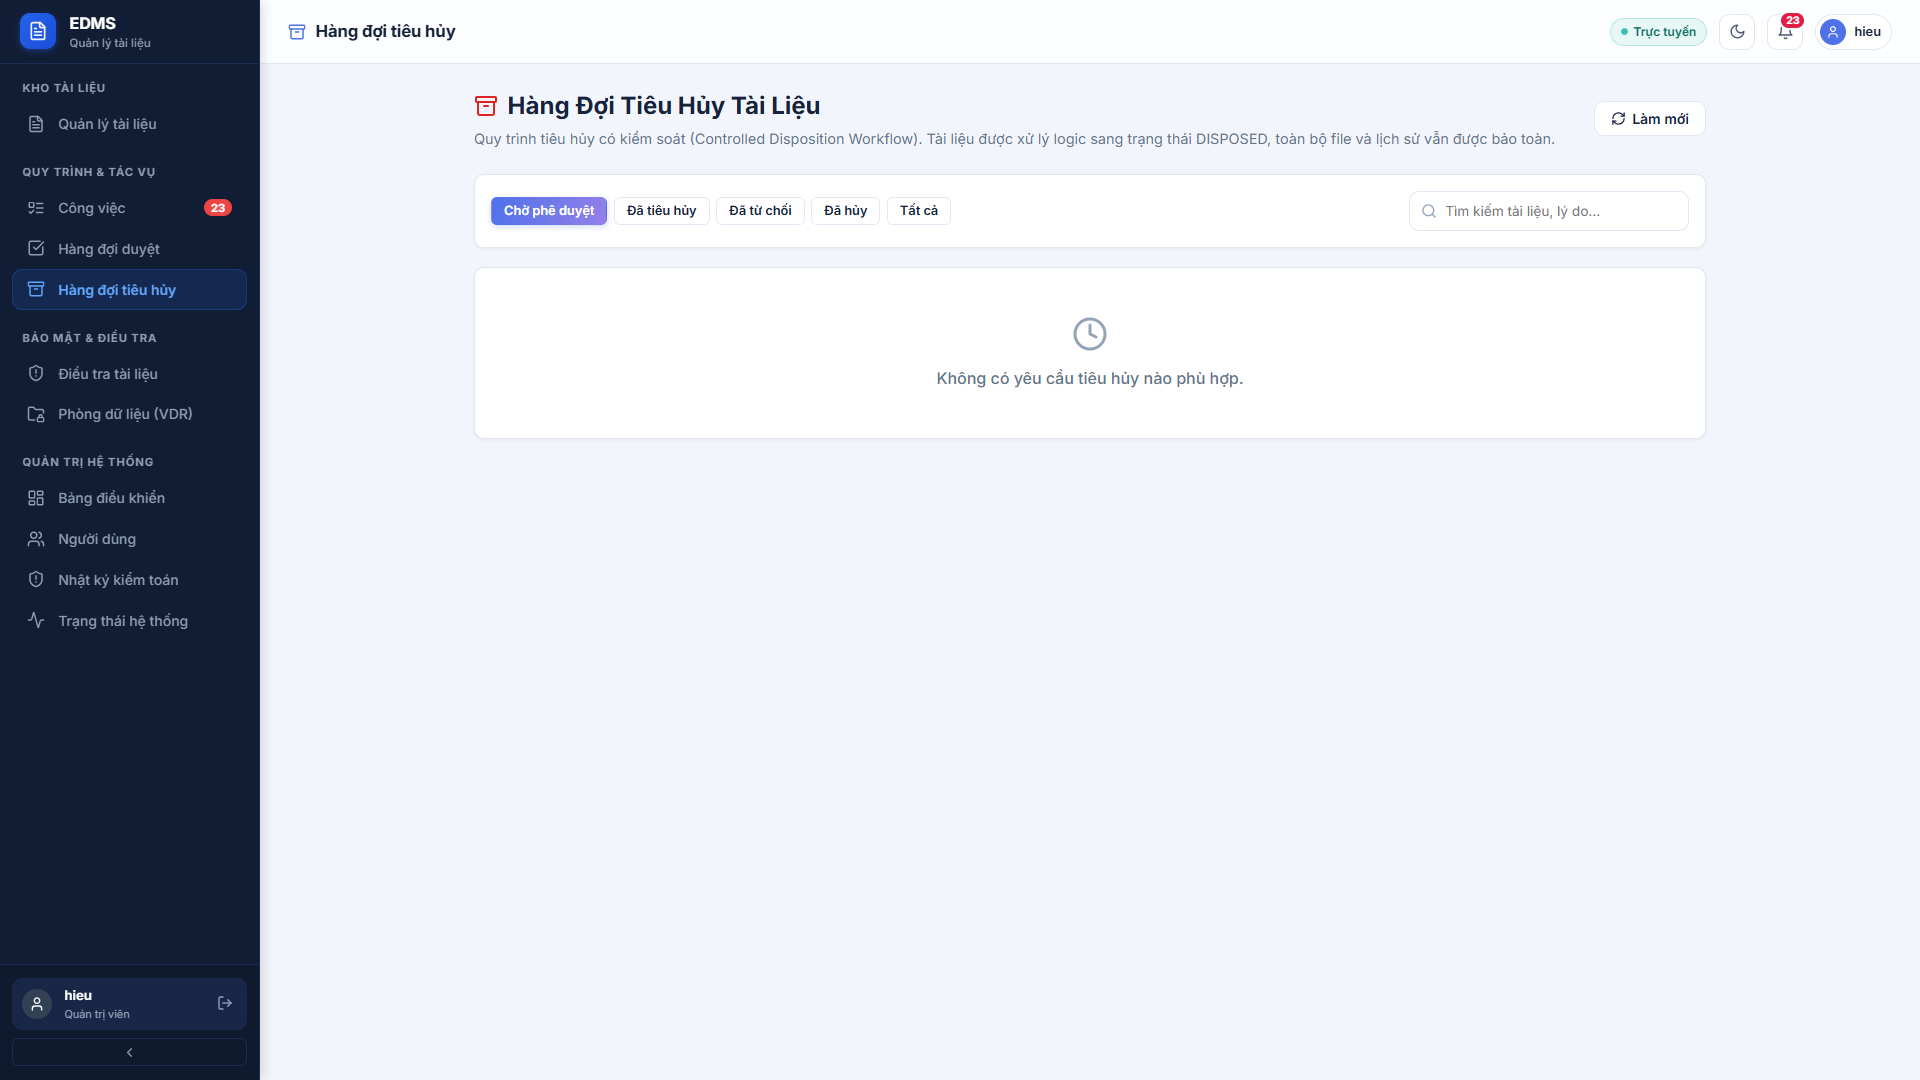 EDMS
Quản lý tài liệu
KHO TÀI LIỆU
Quản lý tài liệu
QUY TRÌNH & TÁC VỤ
Công việc
23
Hàng đợi duyệt
Hàng đợi tiêu hủy
BẢO MẬT & ĐIỀU TRA
Điều tra tài liệu
Phòng dữ liệu (VDR)
QUẢN TRỊ HỆ THỐNG
Bảng điều khiển
Người dùng
Nhật ký kiểm toán
Trạng thái hệ thống
hieu
Quản trị viên
Hàng đợi tiêu hủy
Trực tuyến
23
hieu
Hàng Đợi Tiêu Hủy Tài Liệu
Quy trình tiêu hủy có kiểm soát (Controlled Disposition Workflow). Tài liệu được xử lý logic sang trạng thái DISPOSED, toàn bộ file và lịch sử vẫn được bảo toàn.
Làm mới
Chờ phê duyệt
Đã tiêu hủy
Đã từ chối
Đã hủy
Tất cả
Tìm kiếm tài liệu, lý do...
Không có yêu cầu tiêu hủy nào phù hợp.